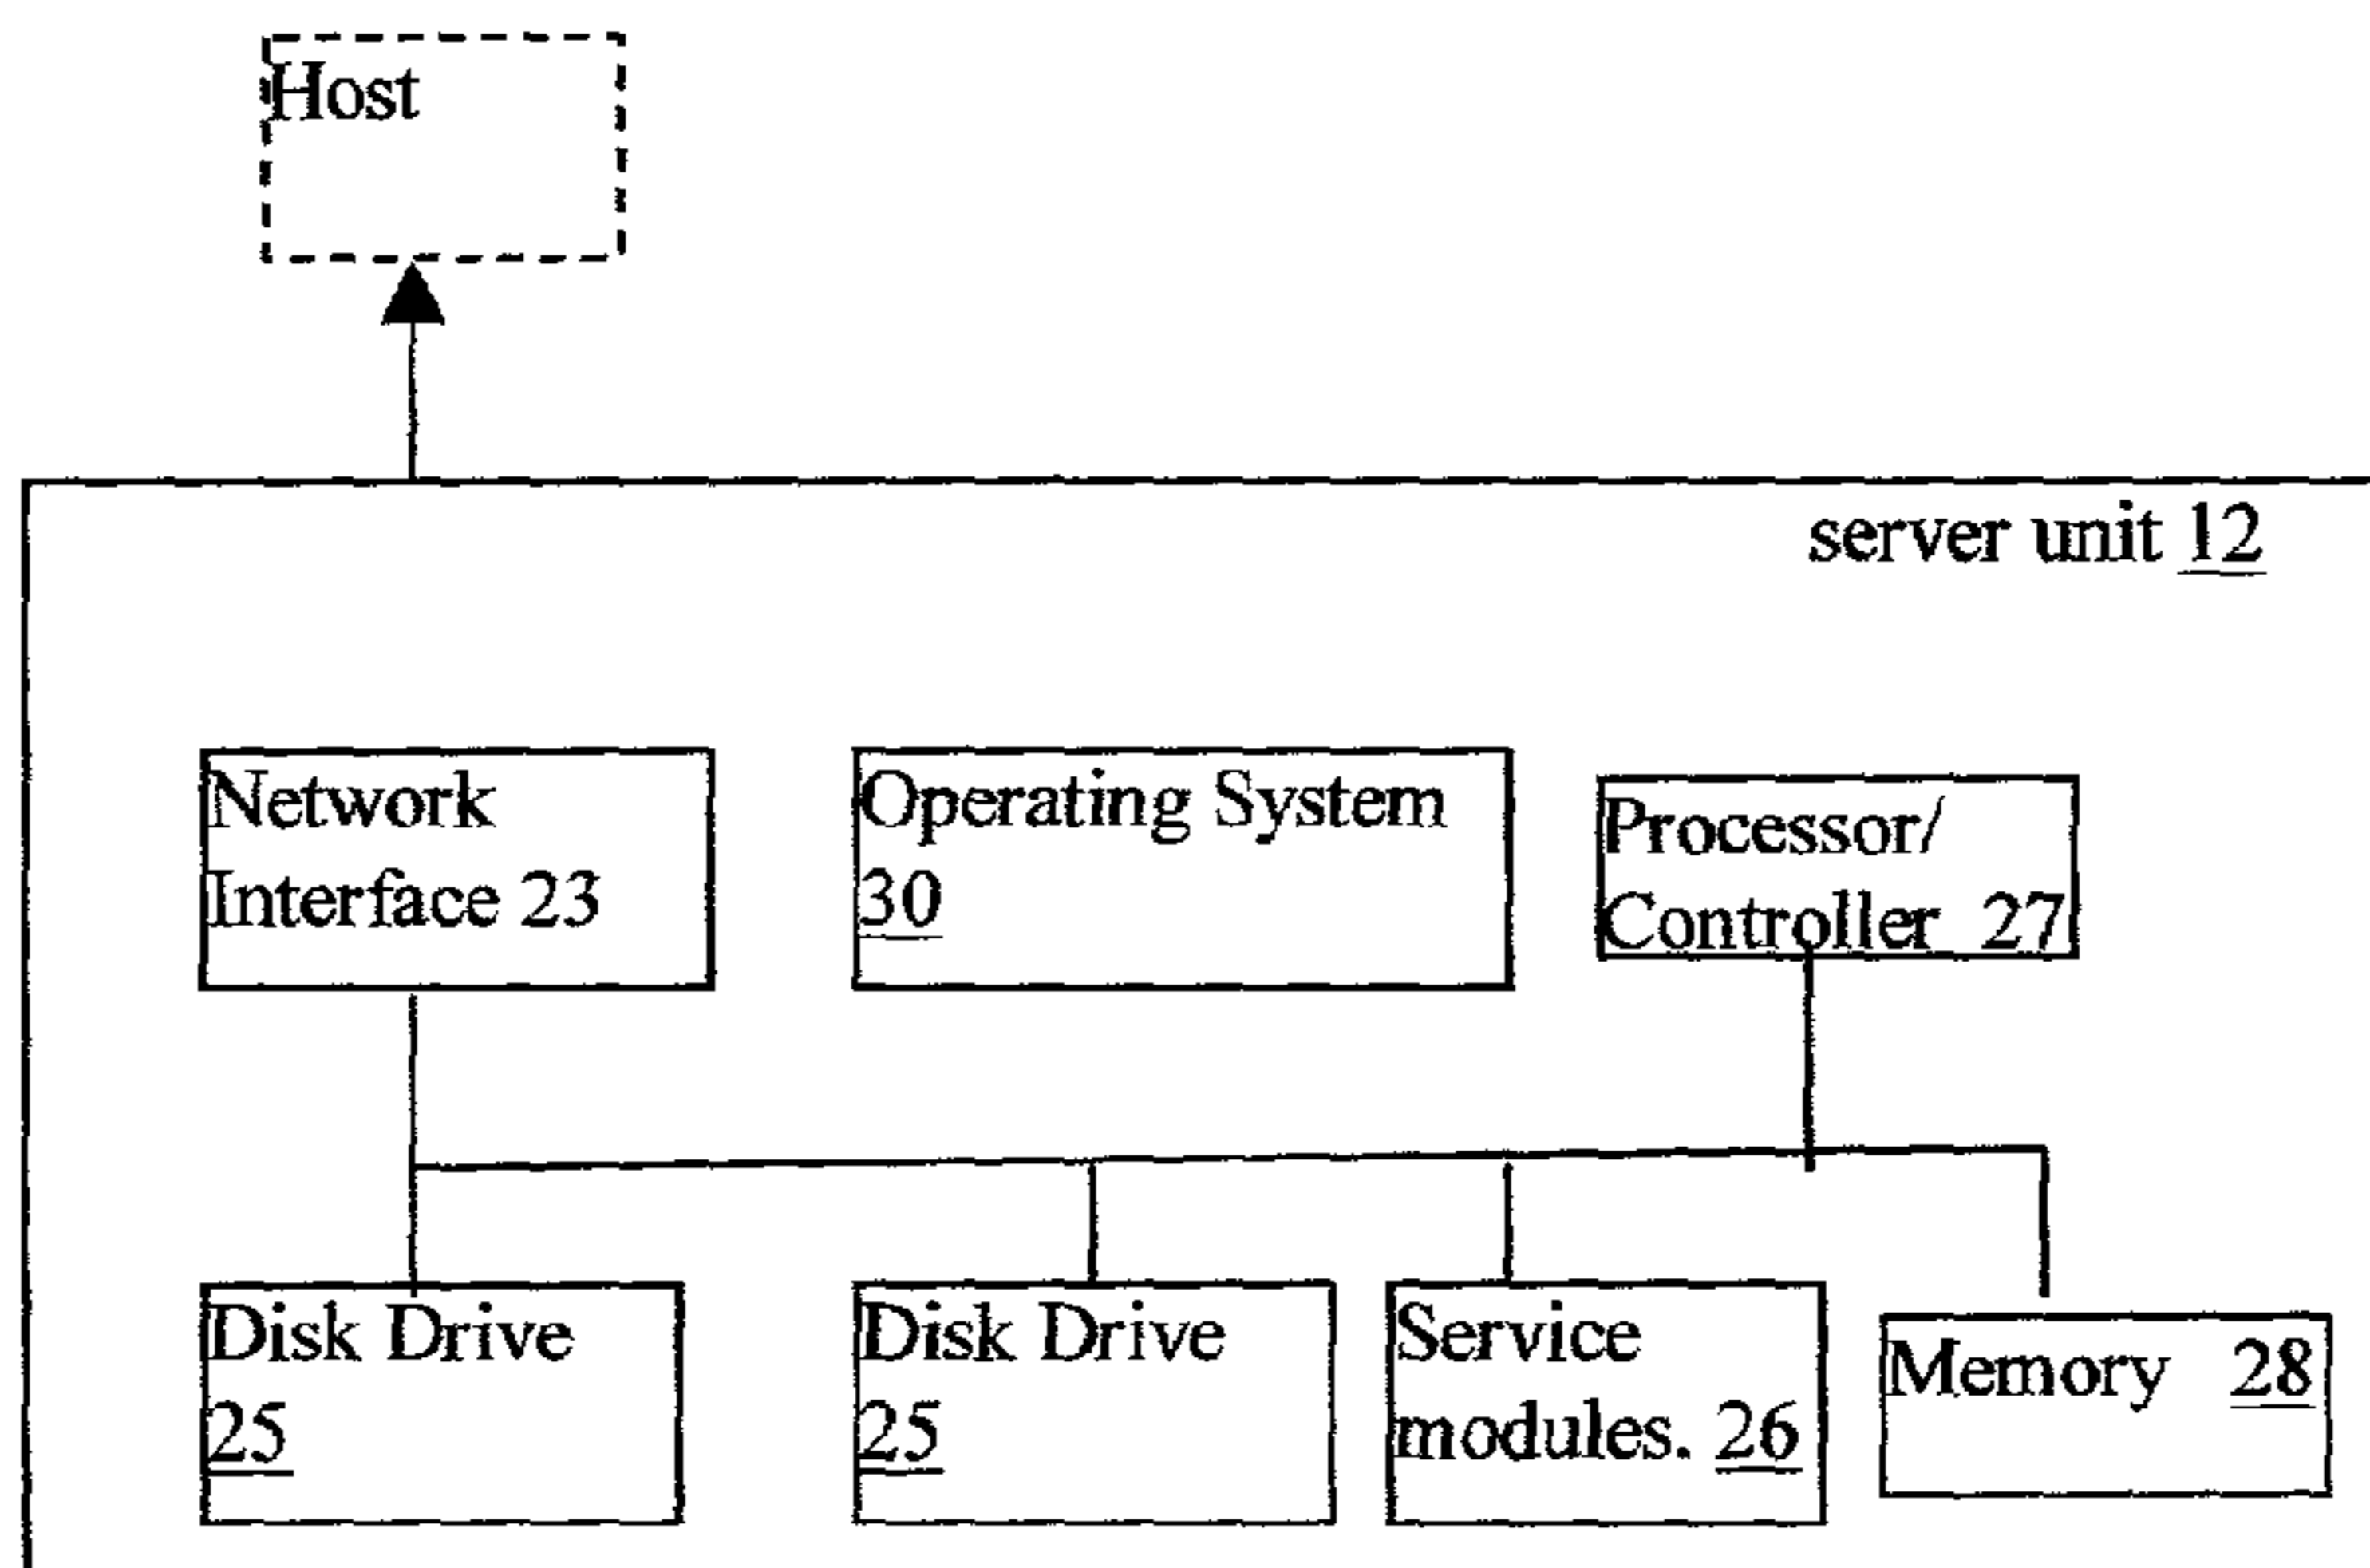 Host
server unit 12
Network
Interface 23
Operating System
30
Processor/
Controller 27
Disk Drive
25
Disk Drive
25
Service
modules. 26
Memory 28